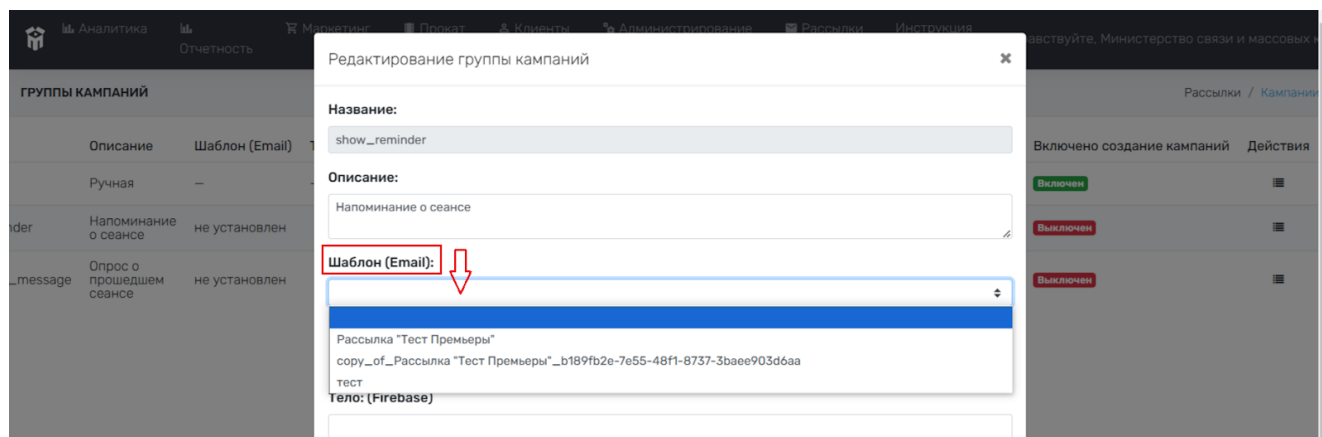 Аналитика
Отчетность
Маркетинг
Прокат
Клиенты
Администрирование
Рассылки
Инструкция
авствуйте, Министерство связи и массовых к
ГРУППЫ КАМПАНИЙ
Рассылки / Кампании
Описание Шаблон (Email) Т Включено создание кампаний Действия
Ручная — - Включен
nder Напоминание о сеансе не установлен Выключен
_message Опрос о прошедшем сеансе не установлен Выключен
Редактирование группы кампаний
Название:
show_reminder
Описание:
Напоминание о сеансе
Шаблон (Email):
Рассылка "Тест Премьеры"
copy_of_Рассылка "Тест Премьеры"_b189fb2e-7e55-48f1-8737-3baee903d6aa
тест
Тело: (Firebase)